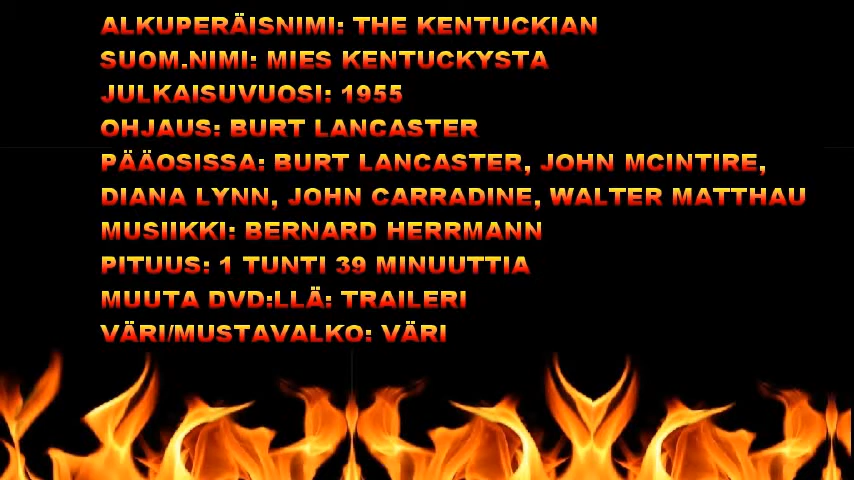 ALKUPERÄISNIMI: THE KENTUCKIAN
SUOM.NIMI: MIES KENTUCKYSTA
JULKAISUVUOSI: 1955
OHJAUS: BURT LANCASTER
PÄÄOSISSA: BURT LANCASTER, JOHN MCINTIRE,
DIANA LYNN, JOHN CARRADINE, WALTER MATTHAU
MUSIIKKI: BERNARD HERRMANN
PITUUS: 1 TUNTI 39 MINUUTTIA
MUUTA DVD:LLÄ: TRAILERI
VÄRI/MUSTAVALKO: VÄRI